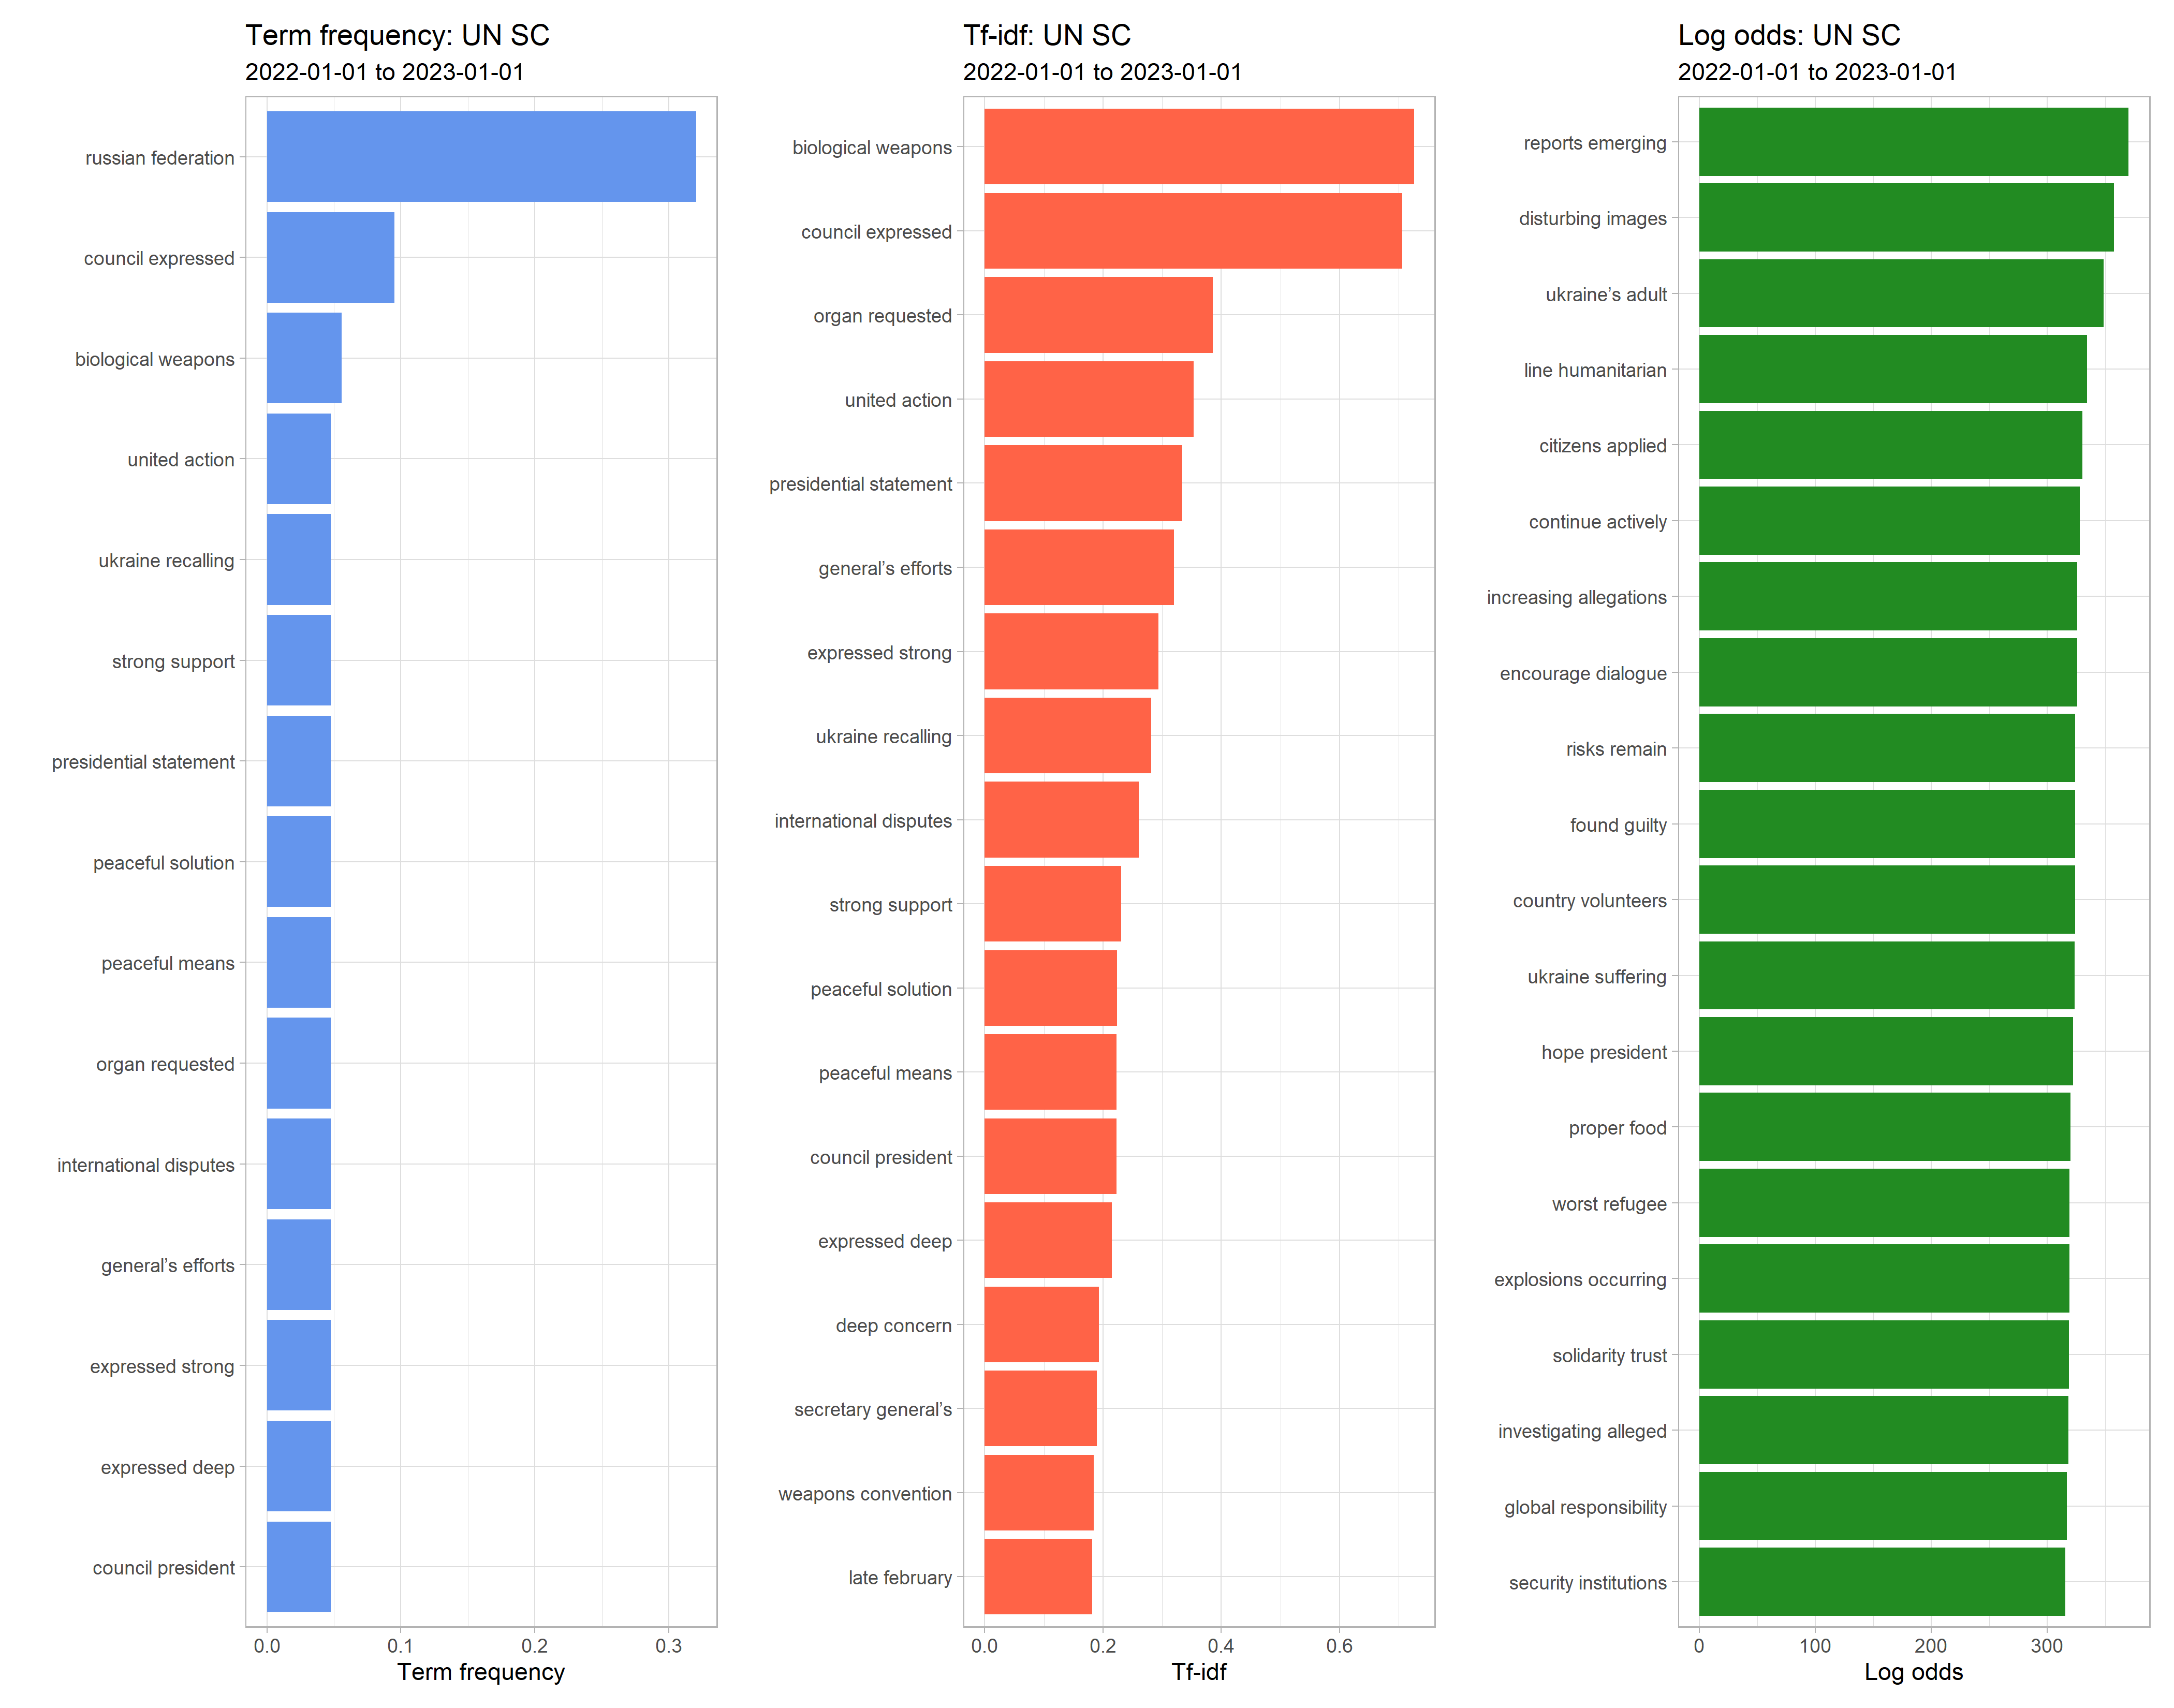 Term frequency: UN SC
2022-01-01 to 2023-01-01
russian federation
council expressed
biological weapons
united action
ukraine recalling
strong support
presidential statement
peaceful solution
peaceful means
organ requested
international disputes
general’s efforts
expressed strong
expressed deep
council president
0.0 0.1 0.2 0.3
Term frequency
Tf-idf: UN SC
2022-01-01 to 2023-01-01
biological weapons
council expressed
organ requested
united action
presidential statement
general’s efforts
expressed strong
ukraine recalling
international disputes
strong support
peaceful solution
peaceful means
council president
expressed deep
deep concern
secretary general’s
weapons convention
late february
0.0 0.2 0.4 0.6
Tf-idf
Log odds: UN SC
2022-01-01 to 2023-01-01
reports emerging
disturbing images
ukraine’s adult
line humanitarian
citizens applied
continue actively
increasing allegations
encourage dialogue
risks remain
found guilty
country volunteers
ukraine suffering
hope president
proper food
worst refugee
explosions occurring
solidarity trust
investigating alleged
global responsibility
security institutions
0 100 200 300
Log odds